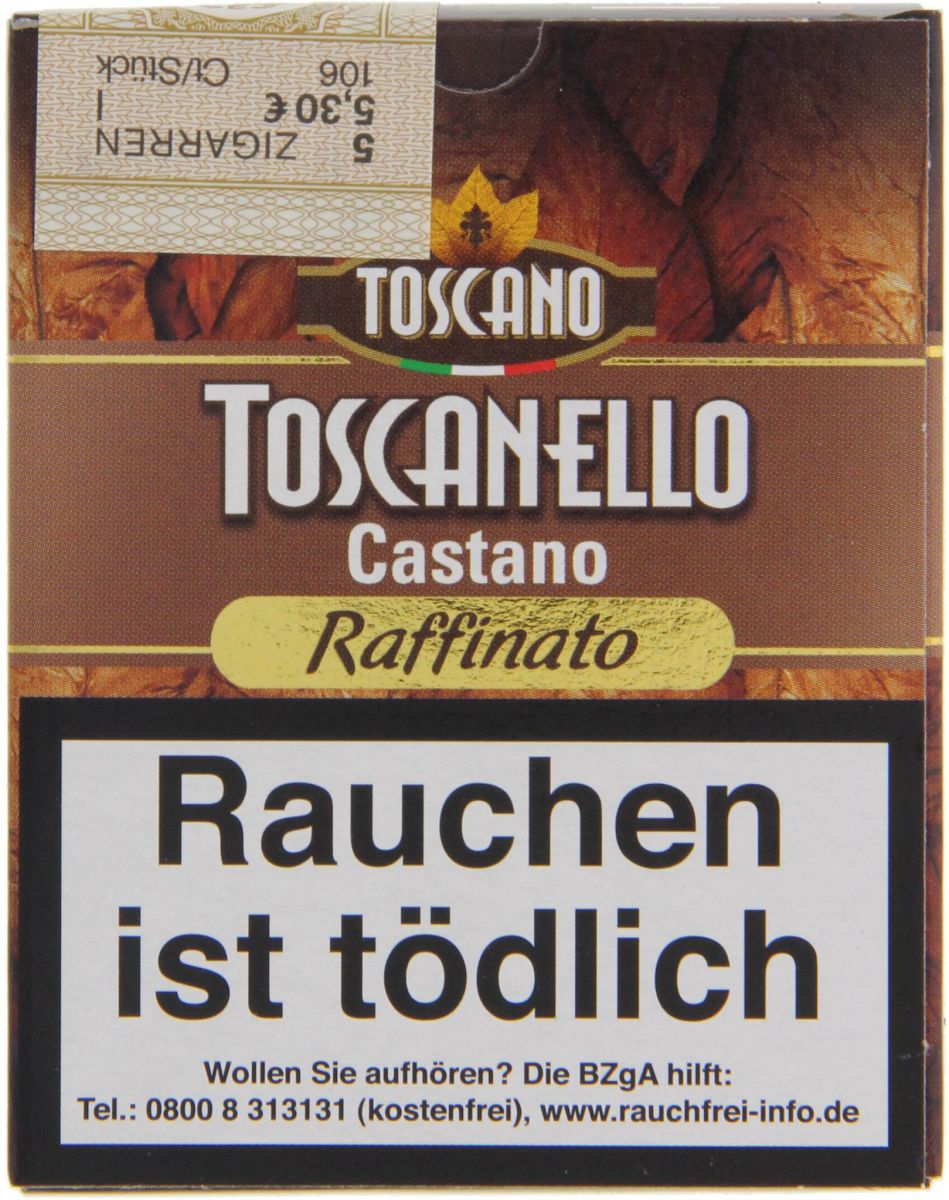 5 ZIGARREN
5,30 € I
106 Ct/Stück
TOSCANO
TOSCANELLO
Castano
Raffinato
Rauchen
ist tödlich
Wollen Sie aufhören? Die BZgA hilft:
Tel.: 0800 8 313131 (kostenfrei), www.rauchfrei-info.de